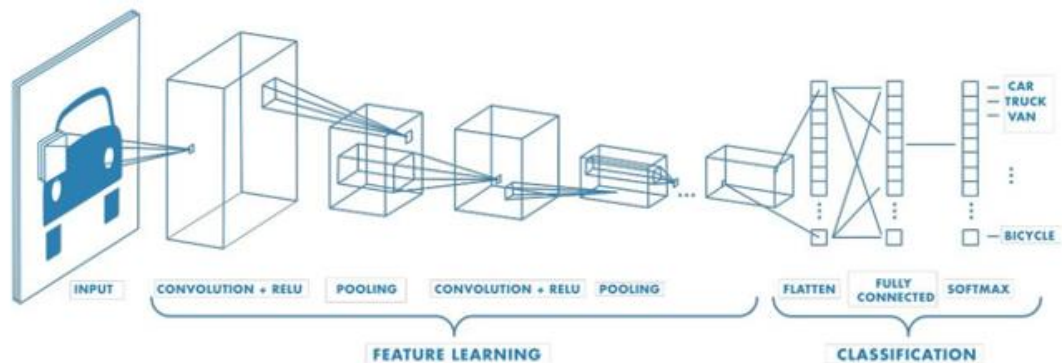 CAR
TRUCK
VAN
BICYCLE
INPUT
CONVOLUTION + RELU
POOLING
CONVOLUTION + RELU
POOLING
FLATTEN
FULLY
CONNECTED
SOFTMAX
FEATURE LEARNING
CLASSIFICATION